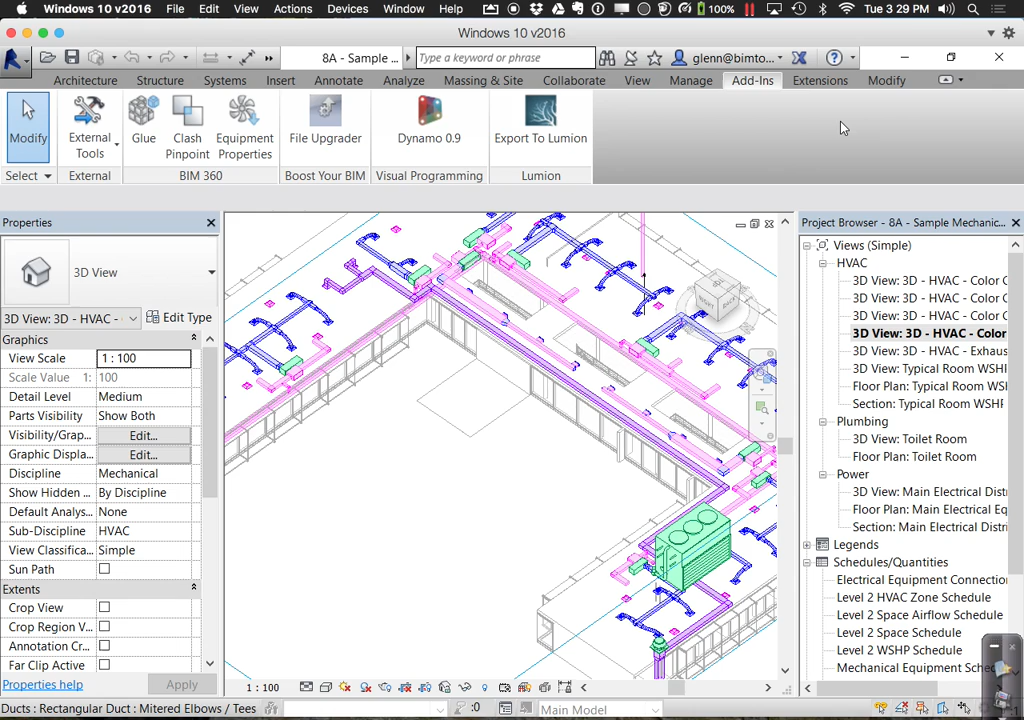 Windows 10 v2016 File Edit View Actions Devices Window Help 100% Tue 3 29 PM
Windows 10 v2016
8A - Sample ... Type a keyword or phrase glenn@bimto...
Architecture Structure Systems Insert Annotate Analyze Massing & Site Collaborate View Manage Add-Ins Extensions Modify
Modify External Tools Glue Clash Pinpoint Equipment Properties File Upgrader Dynamo 0.9 Export To Lumion
Select External BIM 360 Boost Your BIM Visual Programming Lumion
Properties
3D View
3D View: 3D - HVAC - Edit Type
Graphics
View Scale 1 : 100
Scale Value 1: 100
Detail Level Medium
Parts Visibility Show Both
Visibility/Grap... Edit...
Graphic Displa... Edit...
Discipline Mechanical
Show Hidden ... By Discipline
Default Analys... None
Sub-Discipline HVAC
View Classifica... Simple
Sun Path
Extents
Crop View
Crop Region V...
Annotation Cr...
Far Clip Active
Properties help Apply
BACK
1 : 100
Project Browser - 8A - Sample Mechanic...
Views (Simple)
HVAC
3D View: 3D - HVAC - Color C
3D View: 3D - HVAC - Color C
3D View: 3D - HVAC - Color C
3D View: 3D - HVAC - Color
3D View: 3D - HVAC - Exhaus
3D View: Typical Room WSHI
Floor Plan: Typical Room WSH
Section: Typical Room WSHP
Plumbing
3D View: Toilet Room
Floor Plan: Toilet Room
Power
3D View: Main Electrical Distr
Floor Plan: Main Electrical Eq
Section: Main Electrical Distri
Legends
Schedules/Quantities
Electrical Equipment Connection
Level 2 HVAC Zone Schedule
Level 2 Space Airflow Schedule
Level 2 Space Schedule
Level 2 WSHP Schedule
Mechanical Equipment Sche
Ducts : Rectangular Duct : Mitered Elbows / Tees :0 Main Model